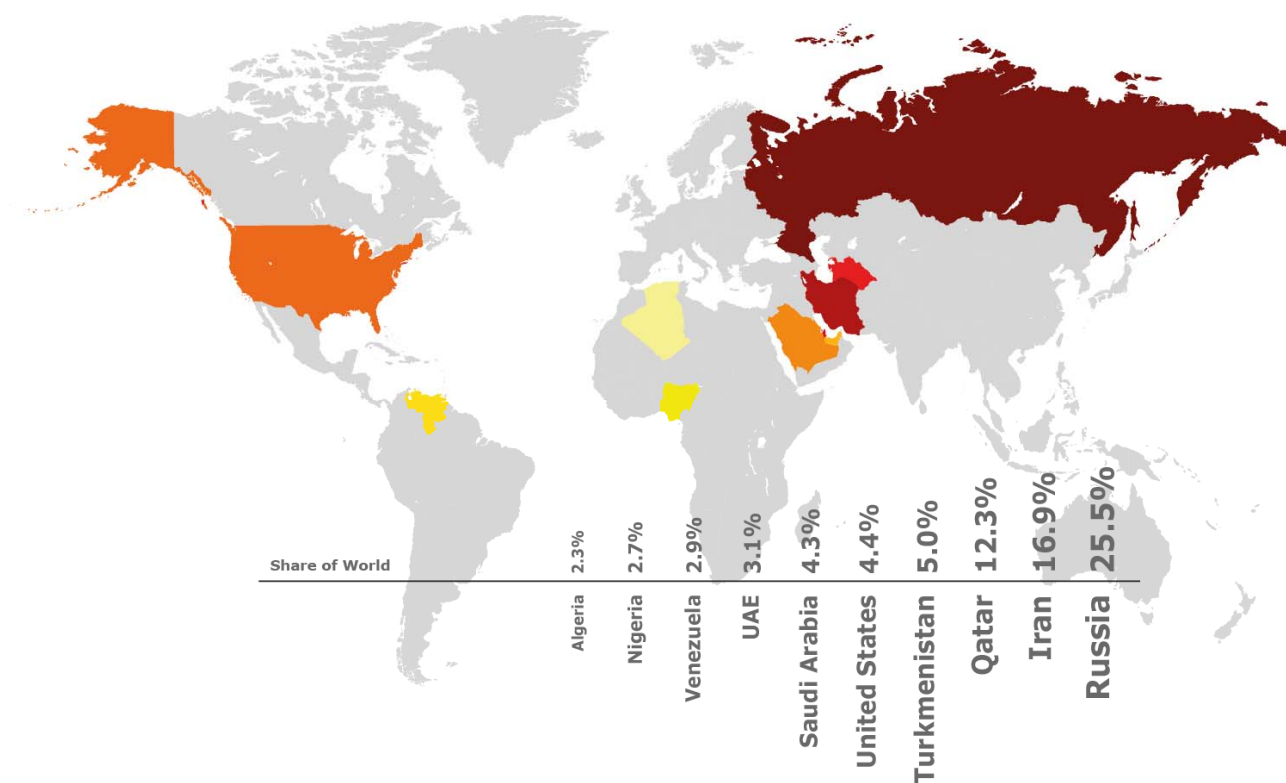 Share of World 2.3% 2.7% 2.9% 3.1% 4.3% 4.4% 5.0% 12.3% 16.9% 25.5%
Algeria Nigeria Venezuela UAE Saudi Arabia United States Turkmenistan Qatar Iran Russia